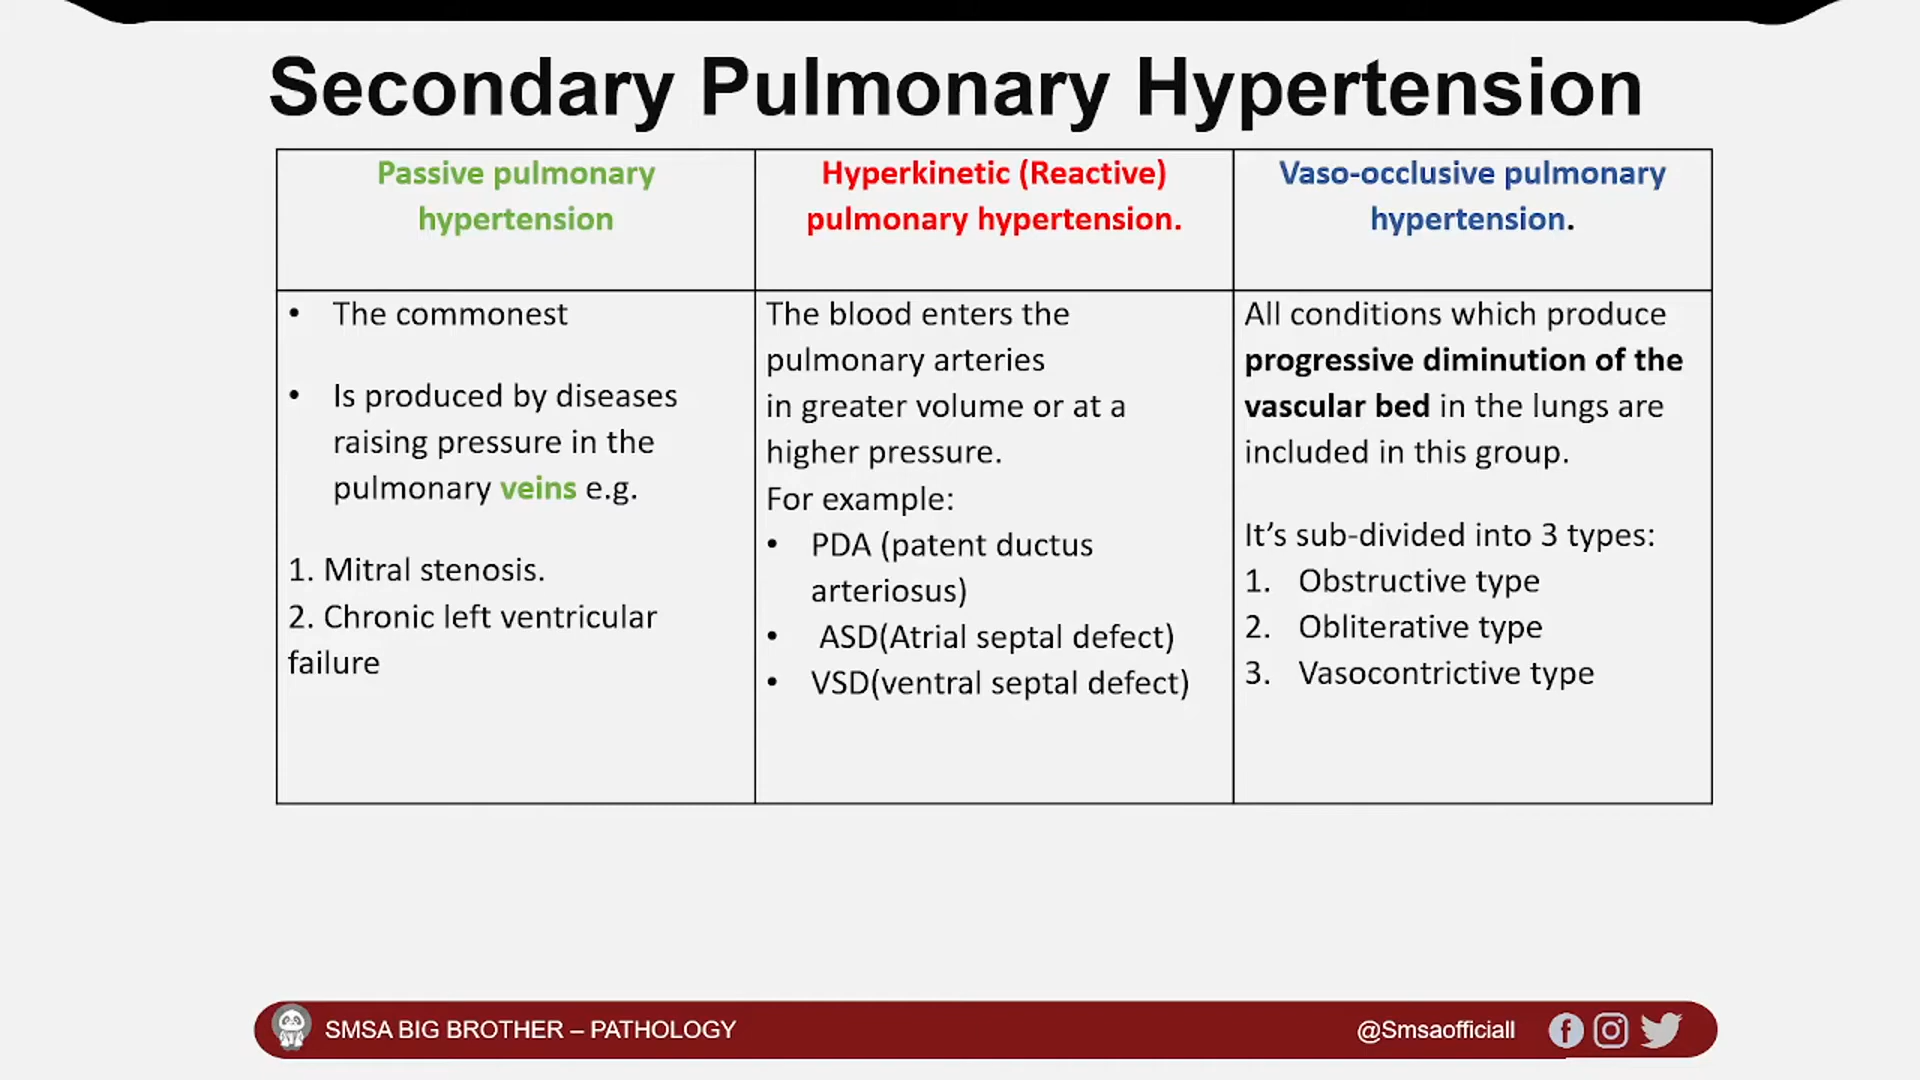 Secondary Pulmonary Hypertension
Passive pulmonary
hypertension
Hyperkinetic (Reactive)
pulmonary hypertension.
Vaso-occlusive pulmonary
hypertension.
• The commonest
• Is produced by diseases
raising pressure in the
pulmonary veins e.g.
1. Mitral stenosis.
2. Chronic left ventricular
failure
The blood enters the
pulmonary arteries
in greater volume or at a
higher pressure.
For example:
• PDA (patent ductus
arteriosus)
• ASD(Atrial septal defect)
• VSD(ventral septal defect)
All conditions which produce
progressive diminution of the
vascular bed in the lungs are
included in this group.
It’s sub-divided into 3 types:
1. Obstructive type
2. Obliterative type
3. Vasocontrictive type
SMSA BIG BROTHER – PATHOLOGY
@Smsaofficiall